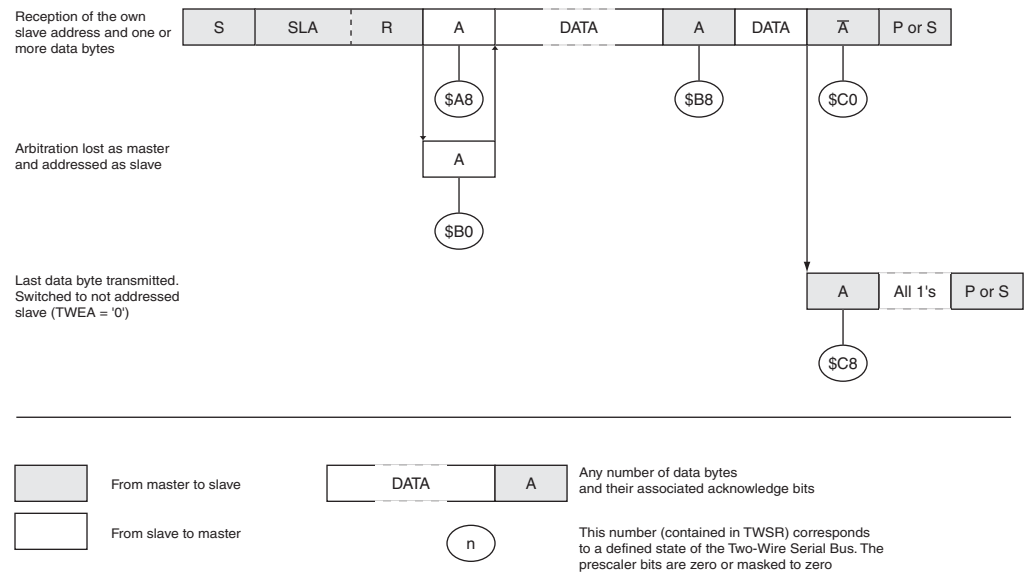 Reception of the own
slave address and one or
more data bytes
S SLA R A DATA A DATA A̅ P or S
$A8 $B8 $C0
Arbitration lost as master
and addressed as slave
A
$B0
Last data byte transmitted.
Switched to not addressed
slave (TWEA = '0')
A All 1's P or S
$C8
From master to slave
DATA A
Any number of data bytes
and their associated acknowledge bits
From slave to master
n
This number (contained in TWSR) corresponds
to a defined state of the Two-Wire Serial Bus. The
prescaler bits are zero or masked to zero